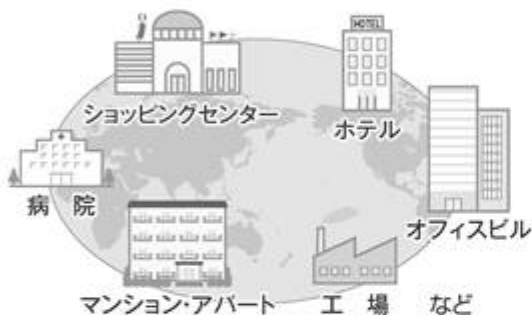 HOTEL
ショッピングセンター
ホテル
病 院
オフィスビル
マンション・アパート
工 場 など